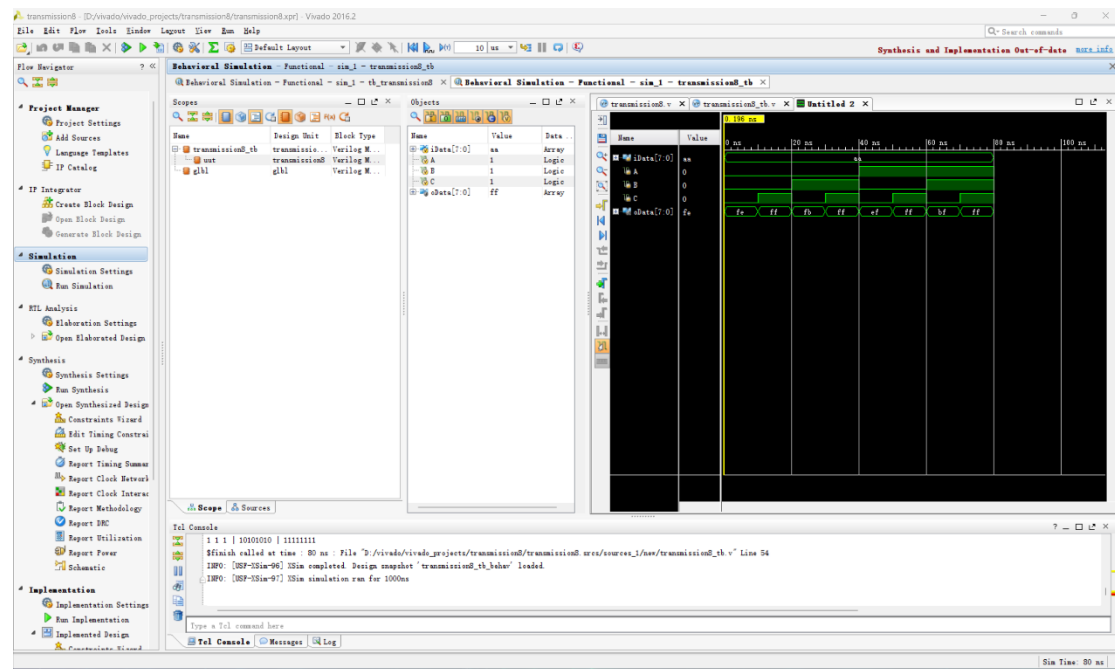 transmission8 - [D:/vivado/vivado_projects/transmission8/transmission8.xpr] - Vivado 2016.2
File Edit Flow Tools Window Layout View Run Help
Q- Search commands
Default Layout
10 us
Synthesis and Implementation Out-of-date more info
Flow Navigator
Project Manager
Project Settings
Add Sources
Language Templates
IP Catalog
IP Integrator
Create Block Design
Open Block Design
Generate Block Design
Simulation
Simulation Settings
Run Simulation
RTL Analysis
Elaboration Settings
Open Elaborated Design
Synthesis
Synthesis Settings
Run Synthesis
Open Synthesized Design
Constraints Wizard
Edit Timing Constrai
Set Up Debug
Report Timing Summar
Report Clock Network
Report Clock Interac
Report Methodology
Report DRC
Report Utilization
Report Power
Schematic
Implementation
Implementation Settings
Run Implementation
Implemented Design
Constraints Wizard
Behavioral Simulation - Functional - sim_1 - transmission8_tb
Behavioral Simulation - Functional - sim_1 - tb_transmission8
Behavioral Simulation - Functional - sim_1 - transmission8_tb
Scopes
Name Design Unit Block Type
transmission8_tb transmissio... Verilog M...
uut transmission8 Verilog M...
glbl glbl Verilog M...
Scope Sources
Objects
Name Value Data ...
iData[7:0] aa Array
A 1 Logic
B 1 Logic
C 1 Logic
oData[7:0] ff Array
transmission8.v transmission8_tb.v Untitled 2
0.196 ns
Name Value
0 ns 20 ns 40 ns 60 ns 80 ns 100 ns
iData[7:0] aa aa
A 0
B 0
C 0
oData[7:0] fe fe ff fb ff ef ff bf ff
Tcl Console
1 1 1 | 10101010 | 11111111
$finish called at time : 80 ns : File "D:/vivado/vivado_projects/transmission8/transmission8.srcs/sources_1/new/transmission8_tb.v" Line 54
INFO: [USF-XSim-96] XSim completed. Design snapshot 'transmission8_tb_behav' loaded.
INFO: [USF-XSim-97] XSim simulation ran for 1000ns
Type a Tcl command here
Tcl Console Messages Log
Sim Time: 80 ns